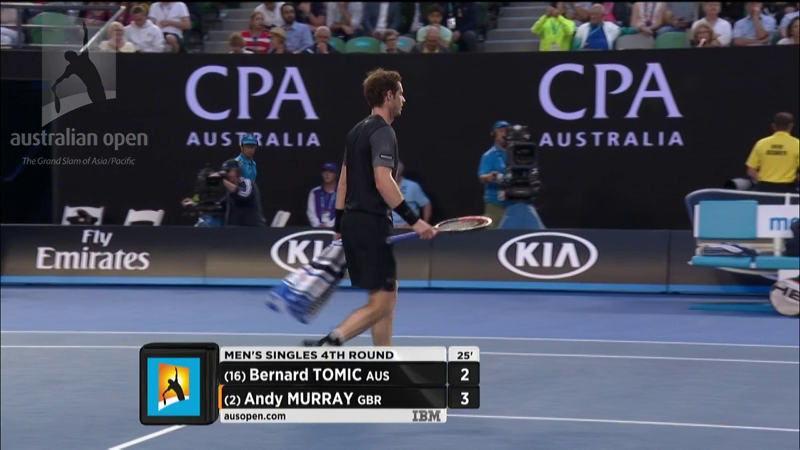 australian open
The Grand Slam of Asia/Pacific
CPA
AUSTRALIA
CPA
AUSTRALIA
Fly
Emirates
KIA
KIA
MEN'S SINGLES 4TH ROUND 25'
(16) Bernard TOMIC AUS 2
(2) Andy MURRAY GBR 3
ausopen.com IBM